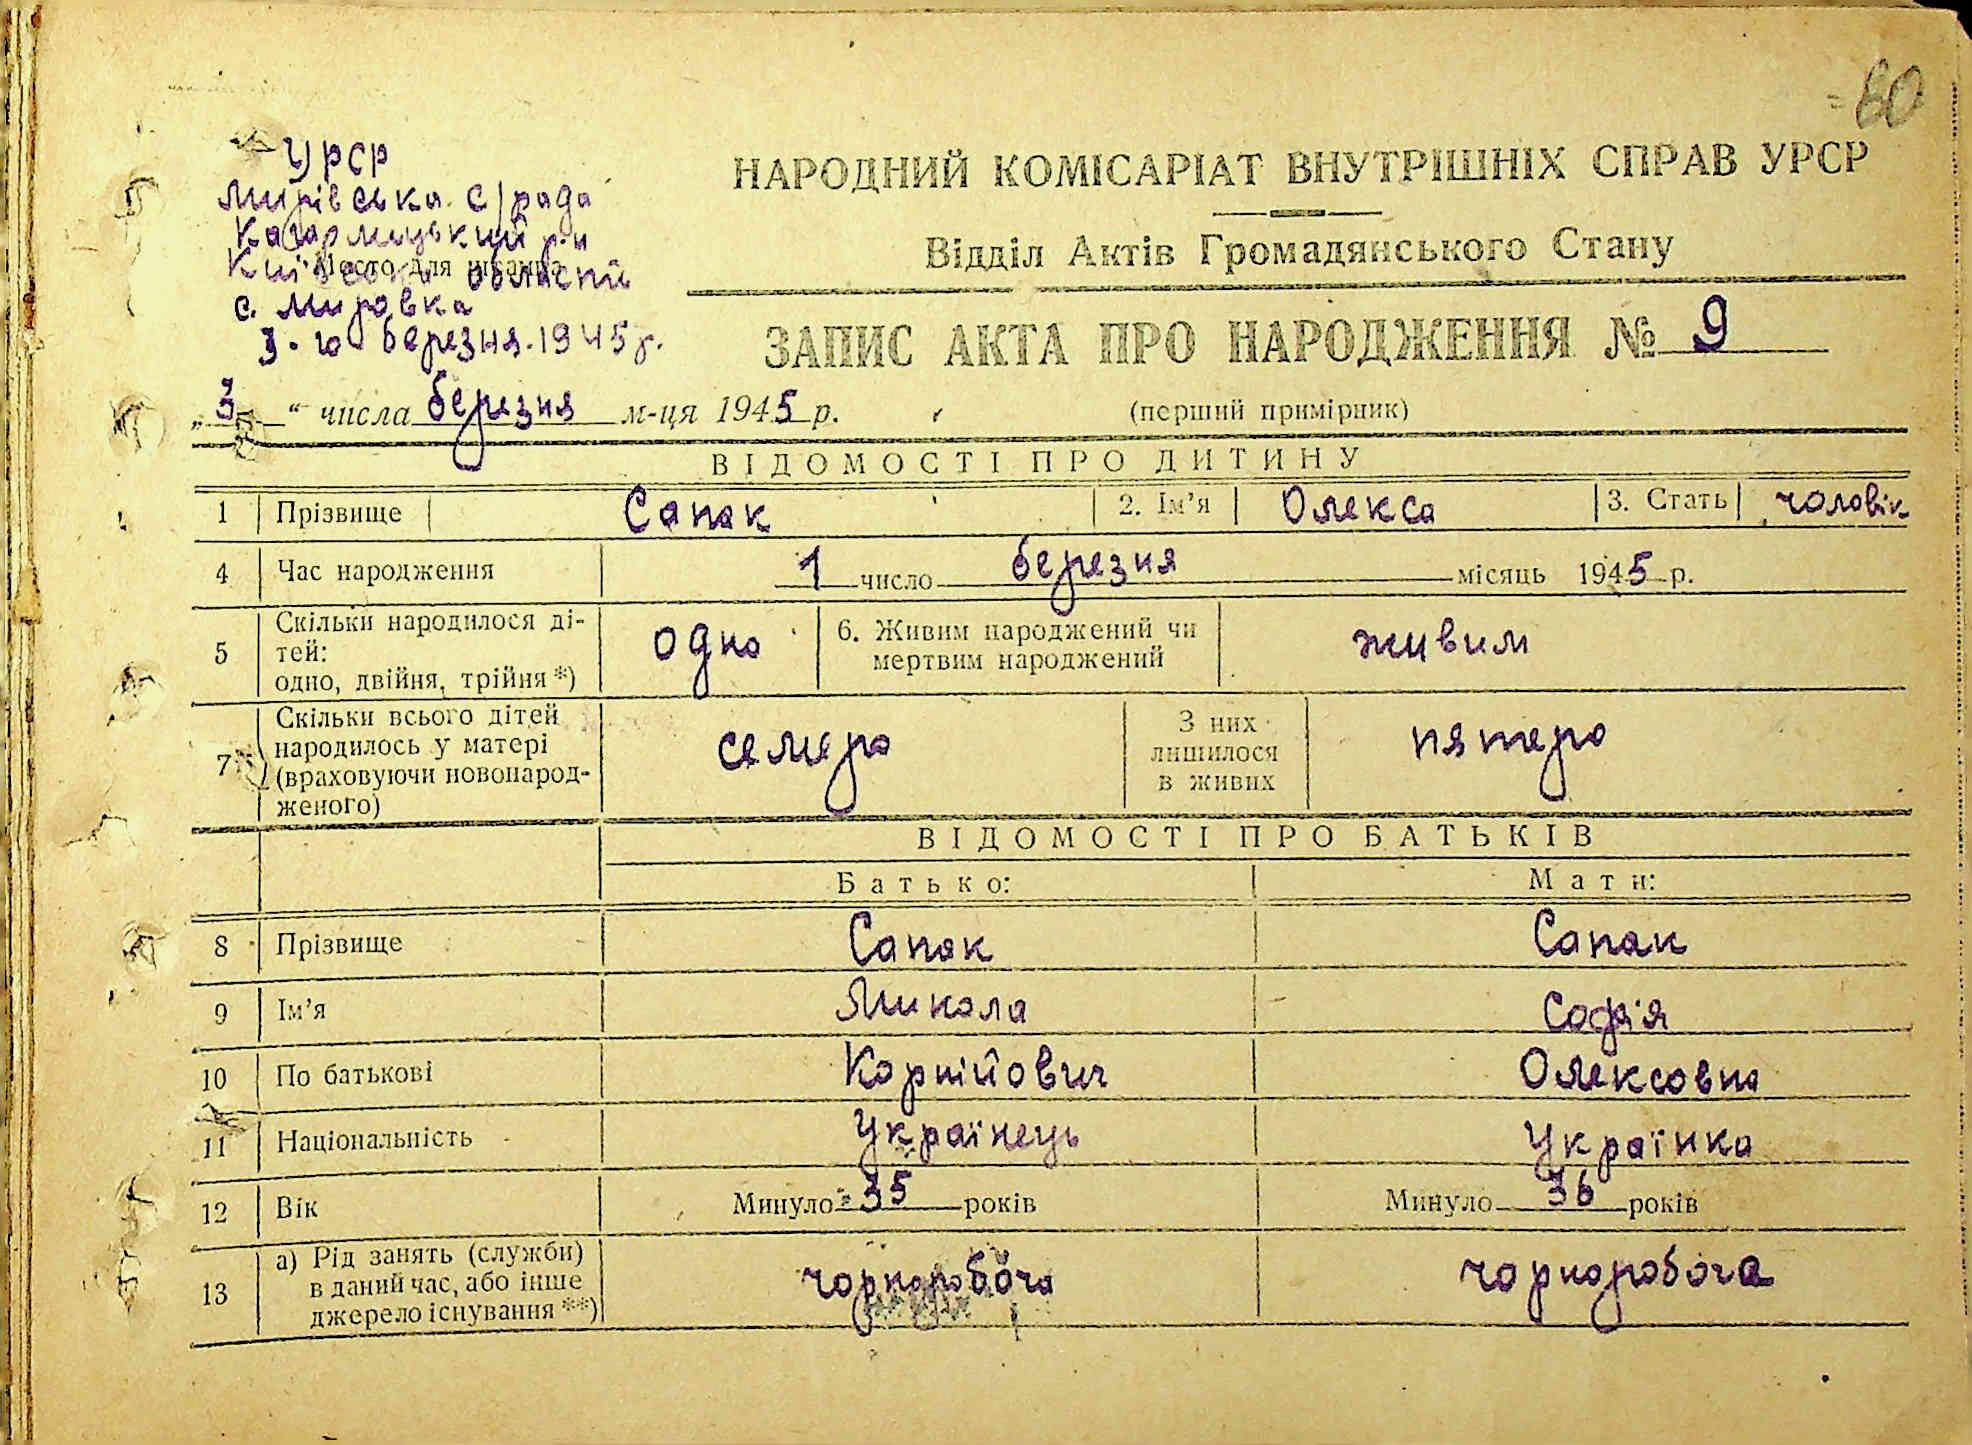 60
УРСР
Мирівська с/рада
Кагарлицький р-н
Київської області
Место для штампа
с. Мировка
3-го березня 1945 р.
НАРОДНИЙ КОМІСАРІАТ ВНУТРІШНІХ СПРАВ УРСР
Відділ Актів Громадянського Стану
ЗАПИС АКТА ПРО НАРОДЖЕННЯ № 9
„3“ числа березня м-ця 1945 р. (перший примірник)
ВІДОМОСТІ ПРО ДИТИНУ
1 Прізвище Сапак 2. Ім’я Олекса 3. Стать чоловік
4 Час народження 1 число березня місяць 1945 р.
5 Скільки народилося ді-
тей:
одно, двійня, трійня *)
одно
6. Живим народжений чи
мертвим народжений
живим
7 Скільки всього дітей
народилось у матері
(враховуючи новонарод-
женого)
семеро
З них
лишилося
в живих
пятеро
ВІДОМОСТІ ПРО БАТЬКІВ
Батько: Мати:
8 Прізвище Сапак Сапак
9 Ім’я Микола Софія
10 По батькові Корнійович Олексовна
11 Національність Українець Українка
12 Вік Минуло 35 років Минуло 36 років
13 а) Рід занять (служби)
в даний час, або інше
джерело існування **)
чорноробоча чорноробоча